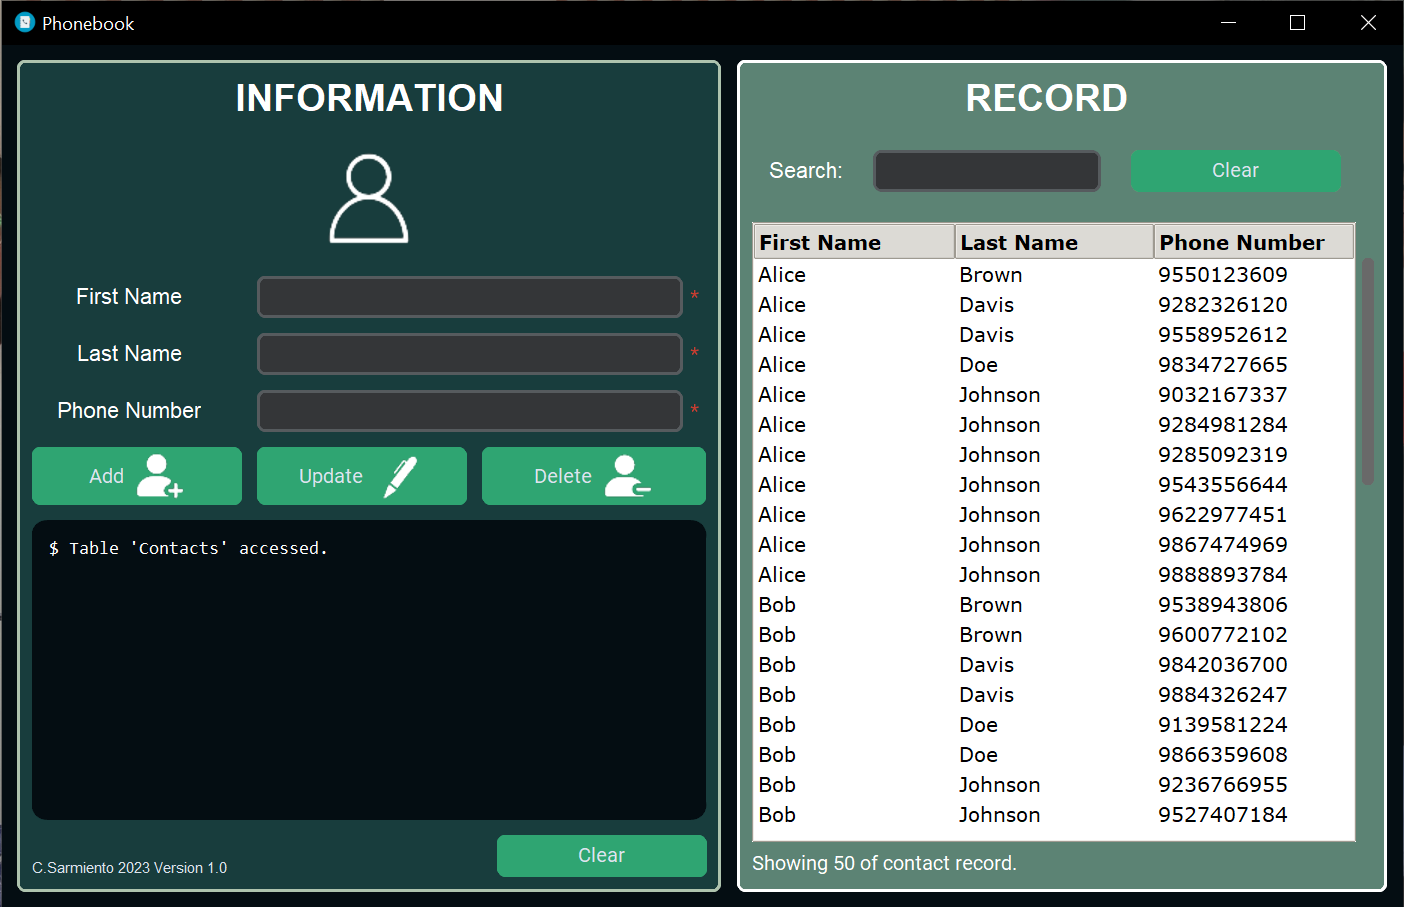 Phonebook
INFORMATION
First Name *
Last Name *
Phone Number *
Add Update Delete
$ Table 'Contacts' accessed.
Clear
C.Sarmiento 2023 Version 1.0
RECORD
Search: Clear
First Name Last Name Phone Number
Alice Brown 9550123609
Alice Davis 9282326120
Alice Davis 9558952612
Alice Doe 9834727665
Alice Johnson 9032167337
Alice Johnson 9284981284
Alice Johnson 9285092319
Alice Johnson 9543556644
Alice Johnson 9622977451
Alice Johnson 9867474969
Alice Johnson 9888893784
Bob Brown 9538943806
Bob Brown 9600772102
Bob Davis 9842036700
Bob Davis 9884326247
Bob Doe 9139581224
Bob Doe 9866359608
Bob Johnson 9236766955
Bob Johnson 9527407184
Showing 50 of contact record.